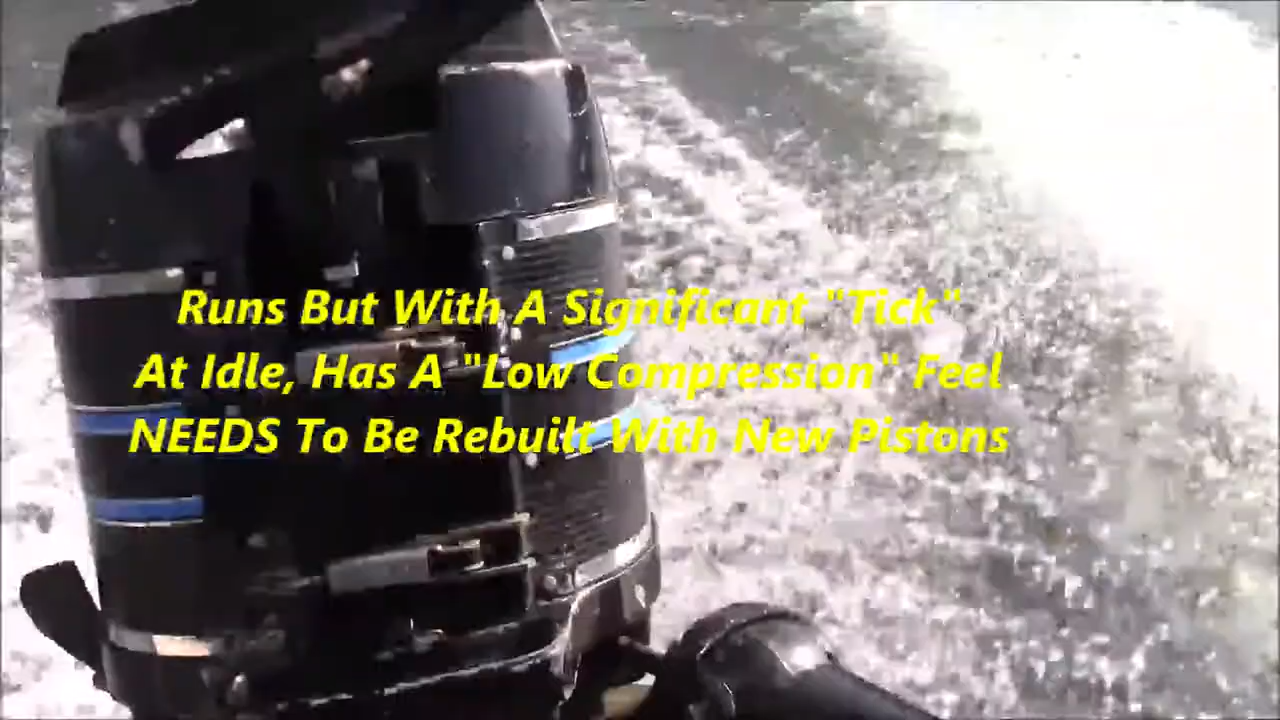 Runs But With A Significant "Tick"
At Idle, Has A "Low Compression" Feel
NEEDS To Be Rebuilt With New Pistons